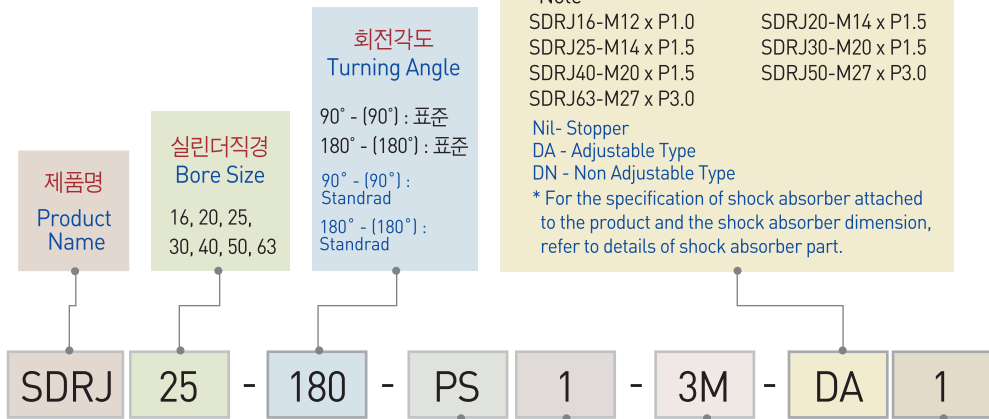 제품명
Product
Name
실린더직경
Bore Size
16, 20, 25,
30, 40, 50, 63
회전각도
Turning Angle
90° - (90°) : 표준
180° - (180°) : 표준
90° - (90°) :
Standrad
180° - (180°) :
Standrad
Note
SDRJ16-M12 x P1.0 SDRJ20-M14 x P1.5
SDRJ25-M14 x P1.5 SDRJ30-M20 x P1.5
SDRJ40-M20 x P1.5 SDRJ50-M27 x P3.0
SDRJ63-M27 x P3.0
Nil- Stopper
DA - Adjustable Type
DN - Non Adjustable Type
* For the specification of shock absorber attached
to the product and the shock absorber dimension,
refer to details of shock absorber part.
SDRJ 25 - 180 - PS 1 - 3M - DA 1